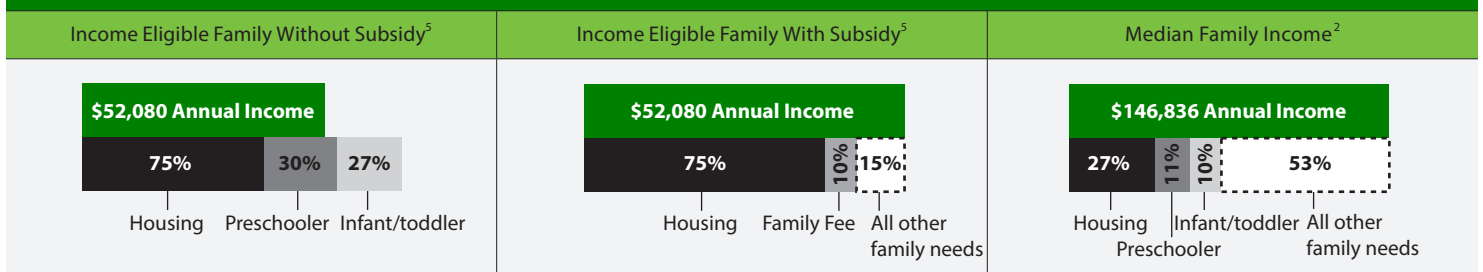 Income Eligible Family Without Subsidy⁵
Income Eligible Family With Subsidy⁵
Median Family Income²
$52,080 Annual Income
75% 30% 27%
Housing Preschooler Infant/toddler
$52,080 Annual Income
75% 10% 15%
Housing Family Fee All other
family needs
$146,836 Annual Income
27% 11% 10% 53%
Housing Infant/toddler All other
Preschooler family needs